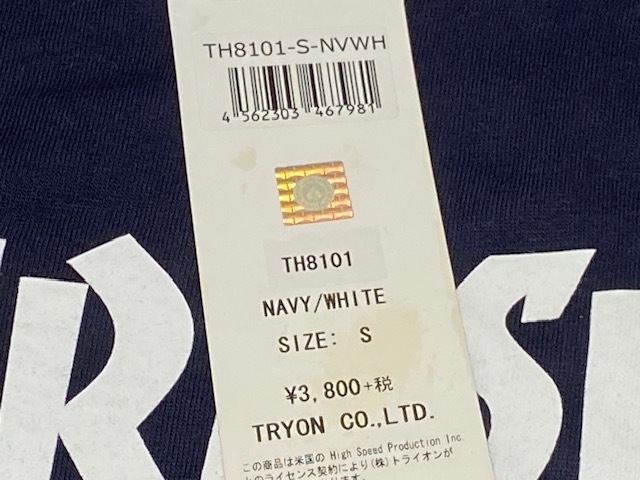 TH8101-S-NVWH
4 562303 467981
TH8101
NAVY/WHITE
SIZE: S
¥3,800+税
TRYON CO.,LTD.
この商品は米国の High Speed Production Inc.
のライセンス契約により(株)トライオンが
RAS